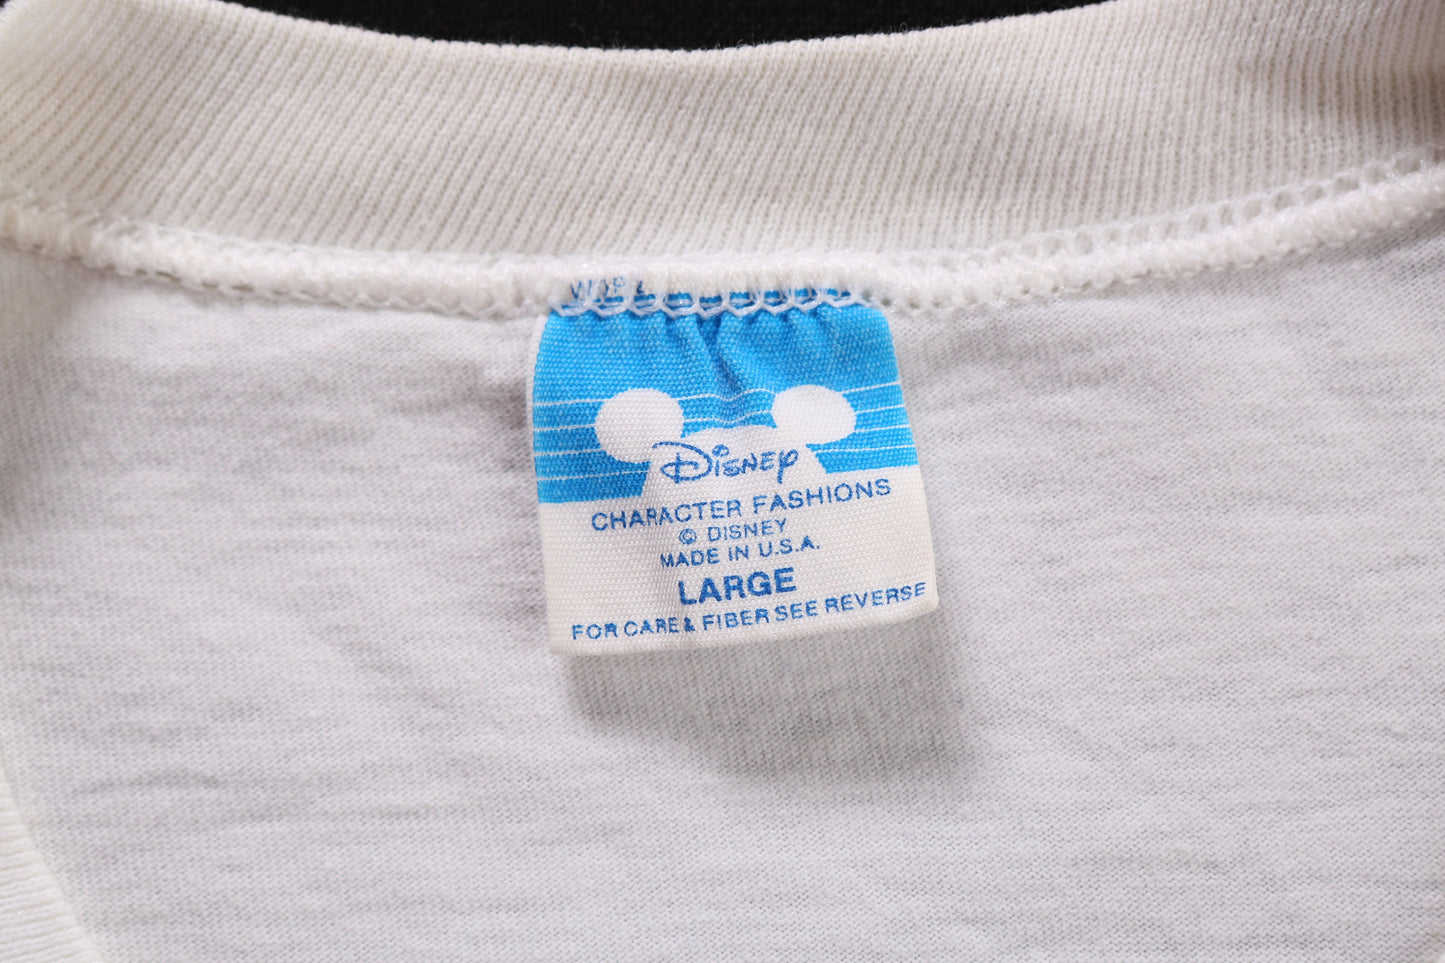 Disney
CHARACTER FASHIONS
© DISNEY
MADE IN U.S.A.
LARGE
FOR CARE & FIBER SEE REVERSE